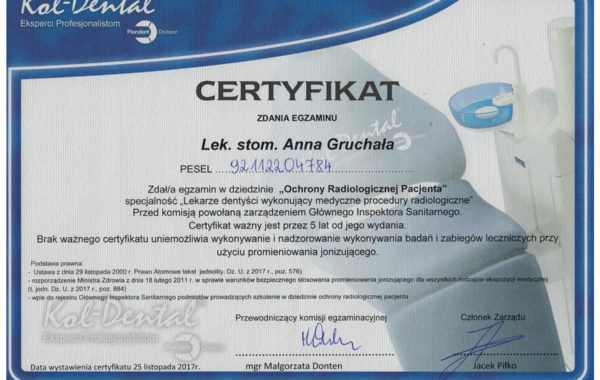 Kol-Dental®
Eksperci Profesjonalistom
Plandent Division
CERTYFIKAT
ZDANIA EGZAMINU
Lek. stom. Anna Gruchała
PESEL 92112204784
Zdał/a egzamin w dziedzinie „Ochrony Radiologicznej Pacjenta”
specjalność „Lekarze dentyści wykonujący medyczne procedury radiologiczne”
Przed komisją powołaną zarządzeniem Głównego Inspektora Sanitarnego.
Certyfikat ważny jest przez 5 lat od jego wydania.
Brak ważnego certyfikatu uniemożliwia wykonywanie i nadzorowanie wykonywania badań i zabiegów leczniczych przy
użyciu promieniowania jonizującego.
Podstawa prawna:
- Ustawa z dnia 29 listopada 2000 r. Prawo Atomowe tekst jednolity. Dz. U. z 2017 r., poz. 576)
- rozporządzenie Ministra Zdrowia z dnia 18 lutego 2011 r. w sprawie warunków bezpiecznego stosowania promieniowania jonizującego dla wszystkich rodzajów ekspozycji medycznej
(t. jedn. Dz. U. z 2017 r., poz. 884)
- wpis do rejestru Głównego Inspektora Sanitarnego podmiotów prowadzących szkolenie w dziedzinie ochrony radiologicznej pacjenta
Kol-Dental®
Eksperci Profesjonalistom
Plandent Division
Przewodniczący komisji egzaminacyjnej
Członek Zarządu
Data wystawienia certyfikatu 25 listopada 2017r.
mgr Małgorzata Donten
Jacek Piłko